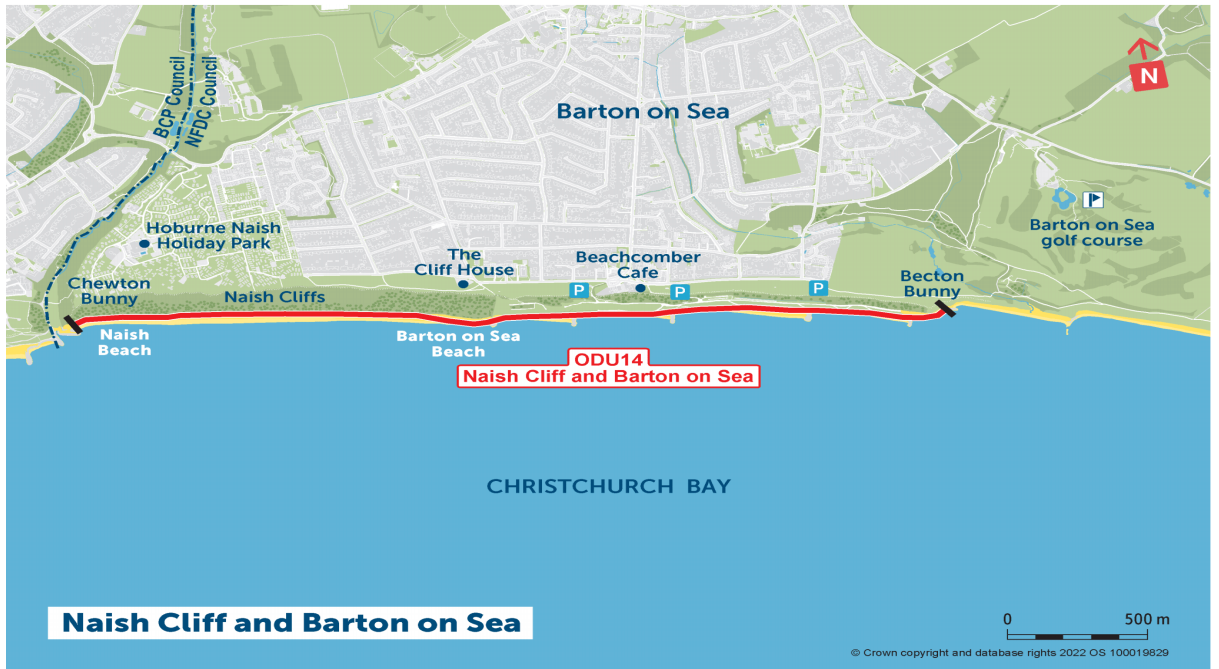 BCP Council
NFDC Council
Barton on Sea
N
Hoburne Naish
Holiday Park
Barton on Sea
golf course
The
Cliff House
Beachcomber
Cafe
Chewton
Bunny
Naish Cliffs
P
P
P
Becton
Bunny
Naish
Beach
Barton on Sea
Beach
ODU14
Naish Cliff and Barton on Sea
CHRISTCHURCH BAY
Naish Cliff and Barton on Sea
0 500 m
© Crown copyright and database rights 2022 OS 100019829